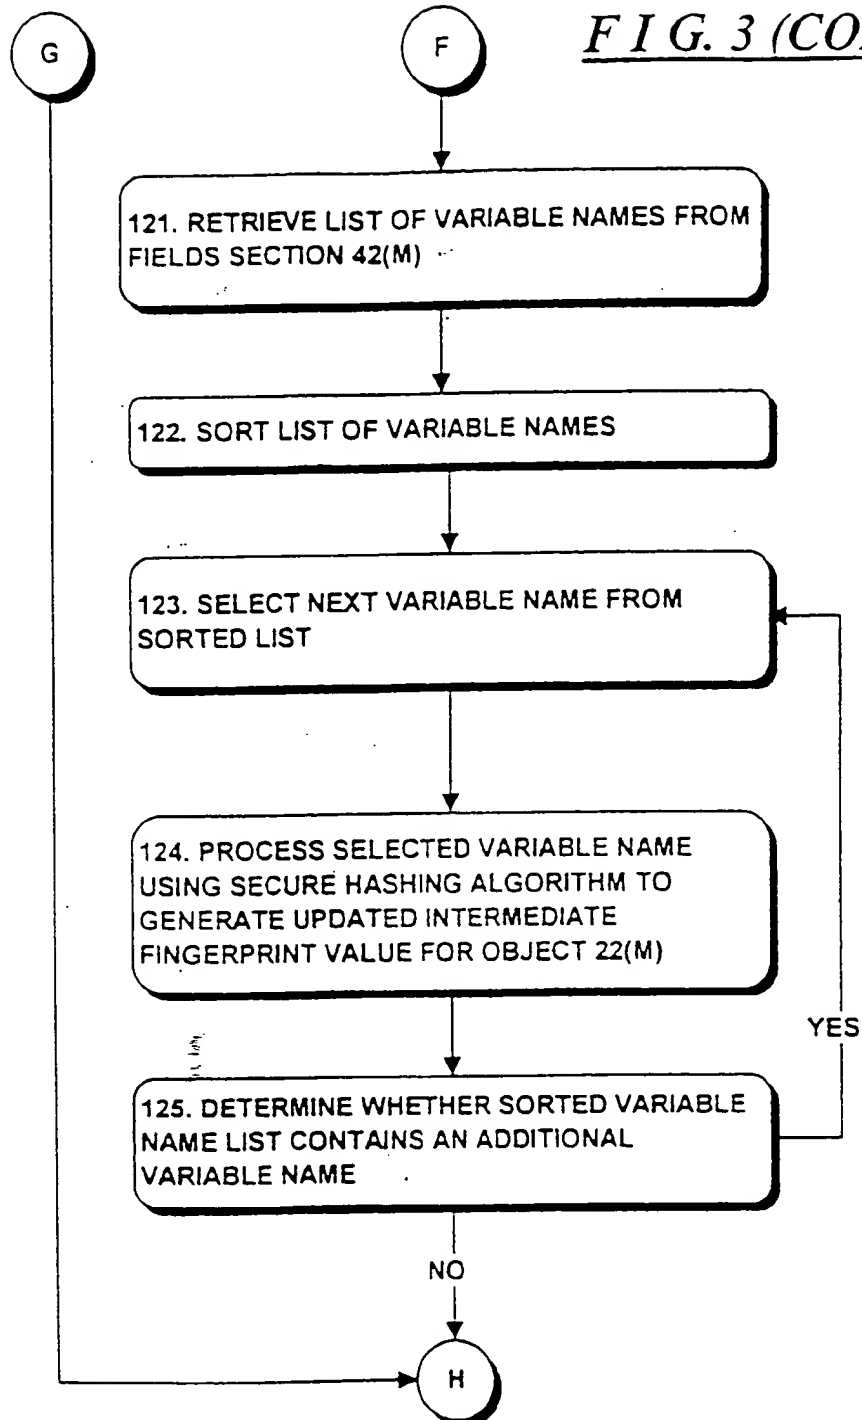 G
F
F I G. 3 (CO
121. RETRIEVE LIST OF VARIABLE NAMES FROM
FIELDS SECTION 42(M)
122. SORT LIST OF VARIABLE NAMES
123. SELECT NEXT VARIABLE NAME FROM
SORTED LIST
124. PROCESS SELECTED VARIABLE NAME
USING SECURE HASHING ALGORITHM TO
GENERATE UPDATED INTERMEDIATE
FINGERPRINT VALUE FOR OBJECT 22(M)
YES
125. DETERMINE WHETHER SORTED VARIABLE
NAME LIST CONTAINS AN ADDITIONAL
VARIABLE NAME
NO
H